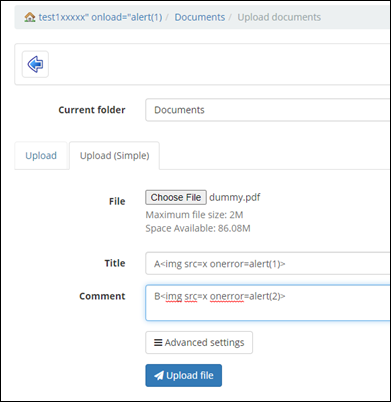 test1xxxxx" onload="alert(1) / Documents / Upload documents
Current folder Documents
Upload Upload (Simple)
File Choose File dummy.pdf
Maximum file size: 2M
Space Available: 86.08M
Title A<img src=x onerror=alert(1)>
Comment B<img src=x onerror=alert(2)>
Advanced settings
Upload file